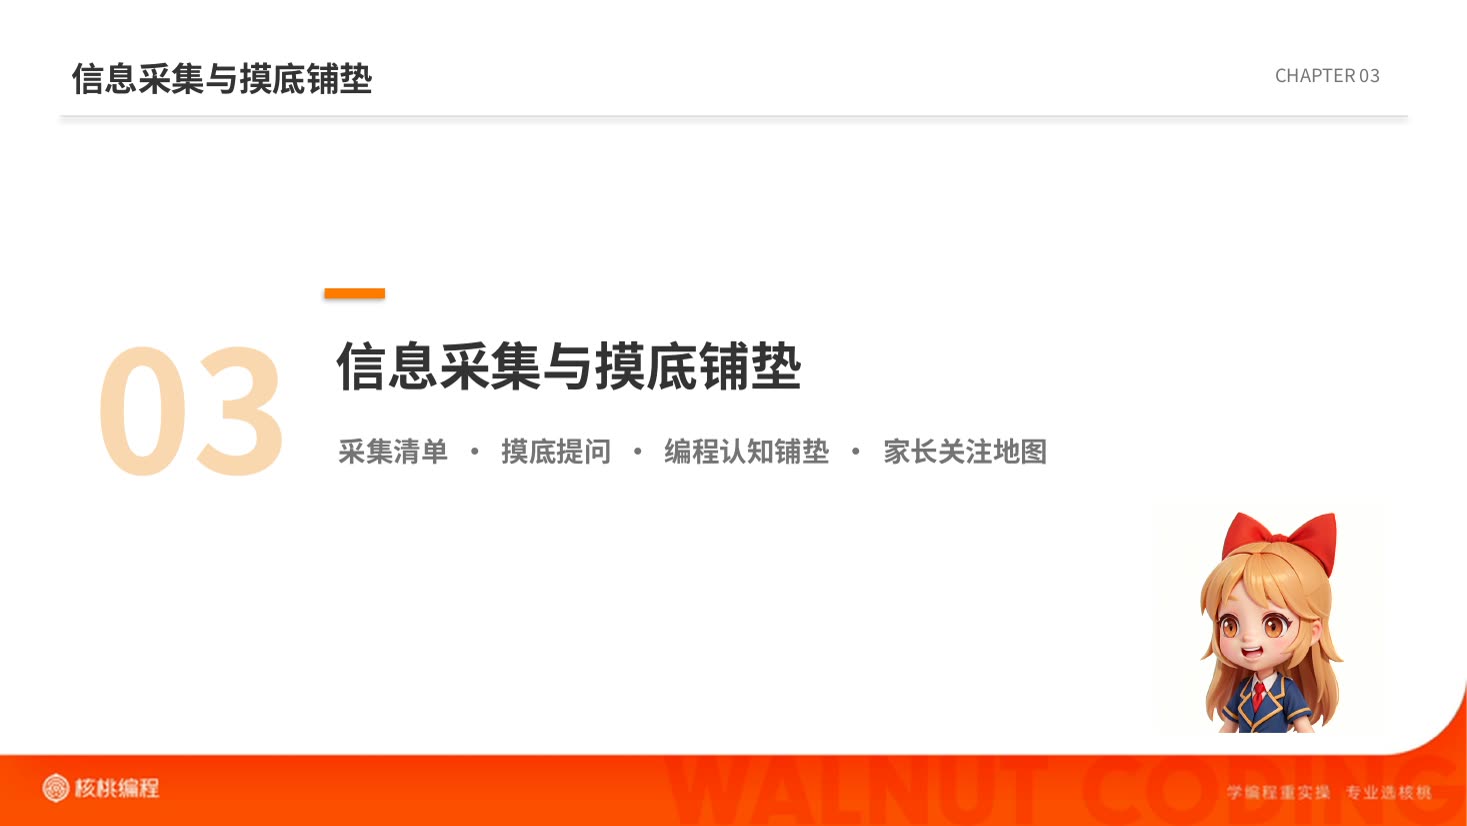 信息采集与摸底铺垫
CHAPTER 03
03
信息采集与摸底铺垫
采集清单 • 摸底提问 • 编程认知铺垫 • 家长关注地图
WALNUT CODING
核桃编程
学编程重实操 专业选核桃